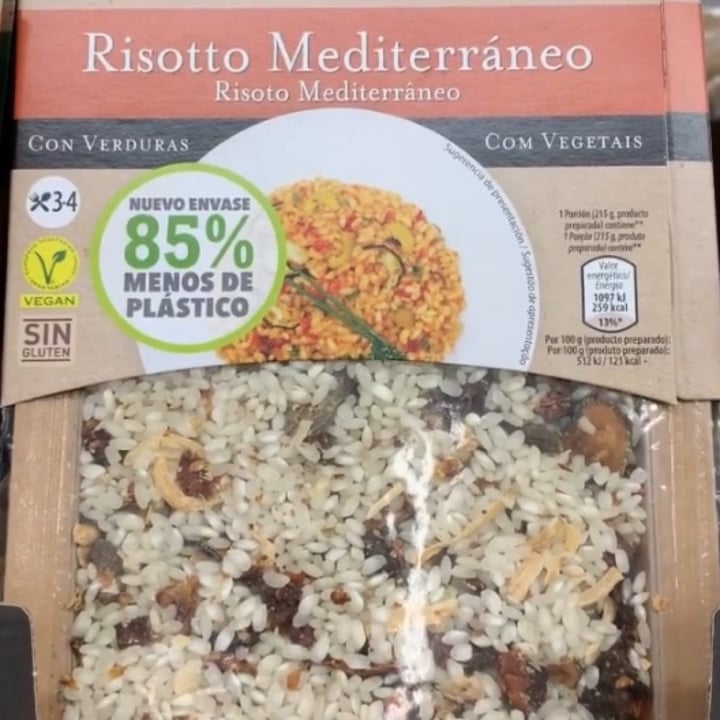 Risotto Mediterráneo
Risoto Mediterrâneo
CON VERDURAS
COM VEGETAIS
3-4
VEGAN
SIN
GLUTEN
NUEVO ENVASE
85%
MENOS DE
PLÁSTICO
Sugerencia de presentación / Sugestão de apresentação
1 Porción (215 g, producto
preparado) contiene**
1 Porção (215 g, produto
preparado) contém**
Valor
energético/
Energia
1097 kJ
259 kcal
13%*
Por 100 g (producto preparado):
Por 100 g (produto preparado):
512 kJ / 121 kcal -